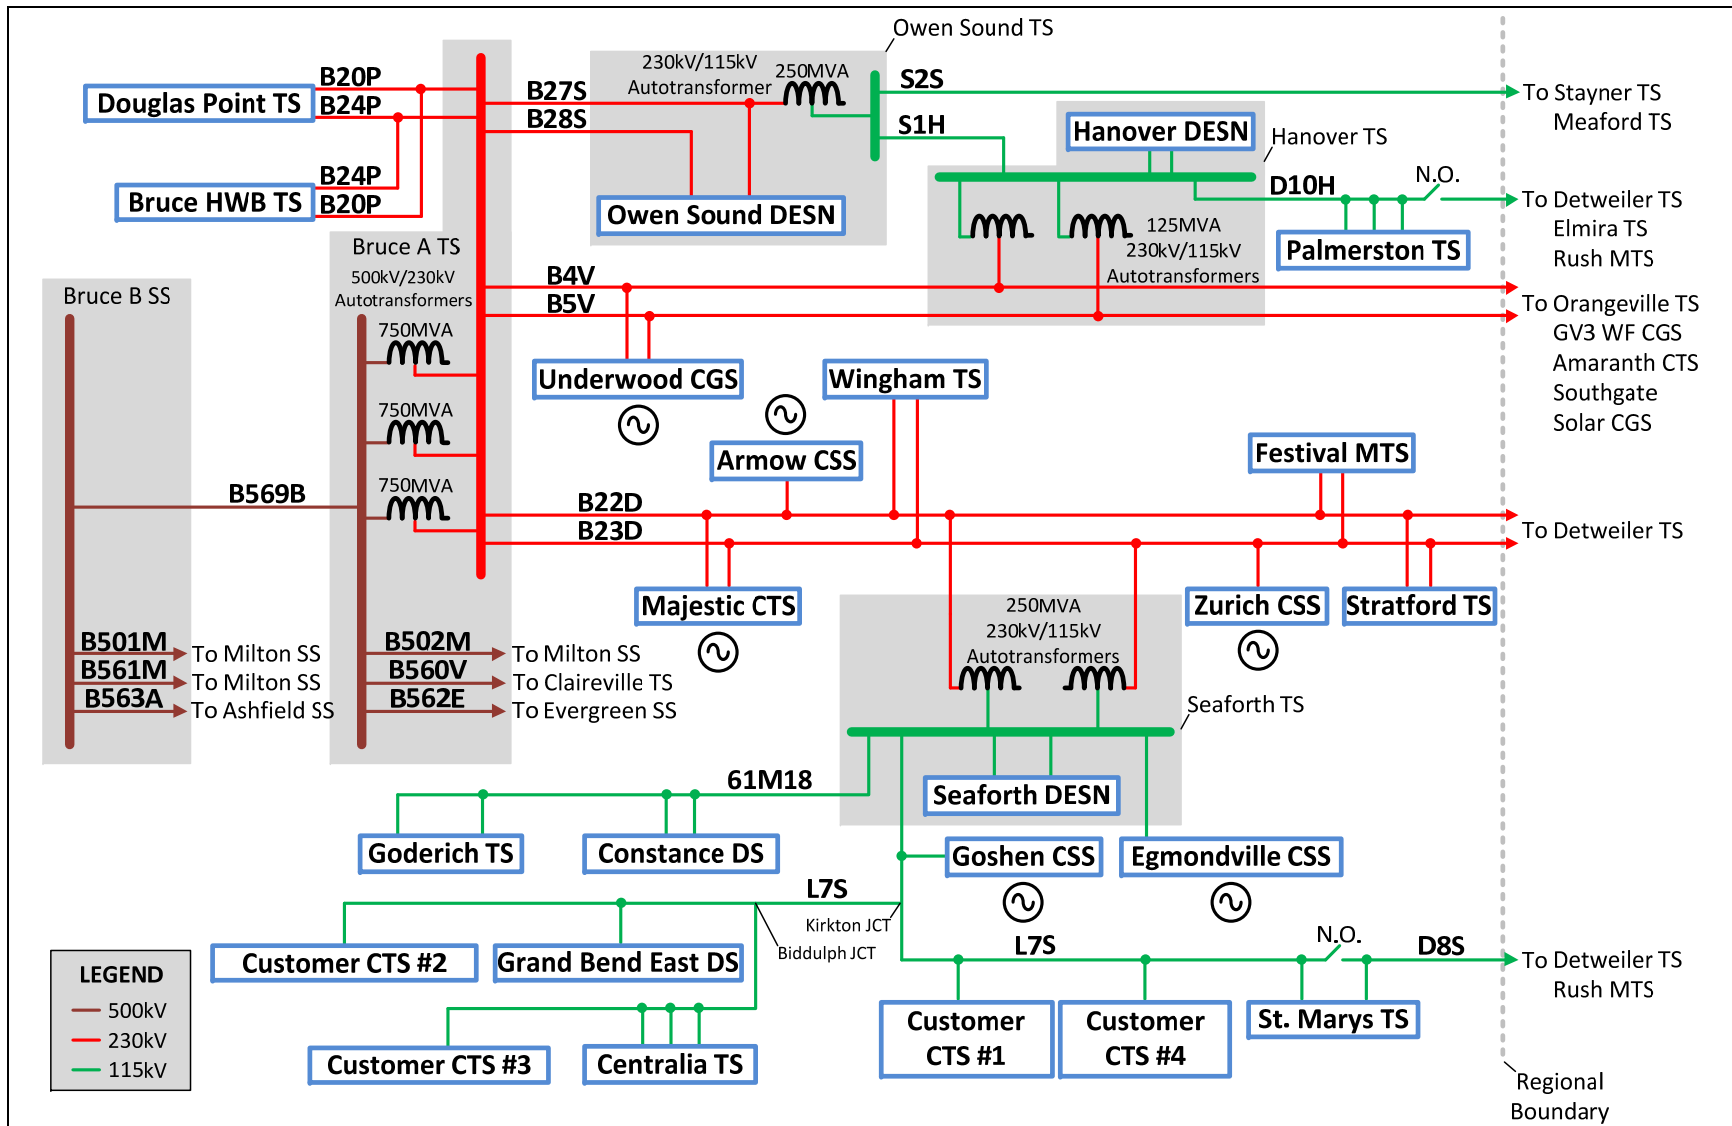 Owen Sound TS
230kV/115kV
Autotransformer
250MVA
B20P
Douglas Point TS
B24P
B27S
B28S
S2S
S1H
To Stayner TS
Meaford TS
Hanover DESN
Hanover TS
B24P
Bruce HWB TS
B20P
Owen Sound DESN
D10H
N.O.
To Detweiler TS
Elmira TS
Rush MTS
Palmerston TS
125MVA
230kV/115kV
Autotransformers
Bruce A TS
500kV/230kV
Autotransformers
Bruce B SS
B4V
B5V
To Orangeville TS
GV3 WF CGS
Amaranth CTS
Southgate
Solar CGS
750MVA
750MVA
750MVA
Underwood CGS
Wingham TS
Armow CSS
Festival MTS
B569B
B22D
B23D
To Detweiler TS
Majestic CTS
Zurich CSS
Stratford TS
250MVA
230kV/115kV
Autotransformers
B501M
To Milton SS
B561M
To Milton SS
B563A
To Ashfield SS
B502M
To Milton SS
B560V
To Claireville TS
B562E
To Evergreen SS
Seaforth TS
61M18
Seaforth DESN
Goderich TS
Constance DS
Goshen CSS
Egmondville CSS
L7S
Kirkton JCT
Biddulph JCT
Customer CTS #2
Grand Bend East DS
L7S
N.O.
D8S
To Detweiler TS
Rush MTS
Customer
CTS #1
Customer
CTS #4
St. Marys TS
Customer CTS #3
Centralia TS
LEGEND
500kV
230kV
115kV
Regional
Boundary